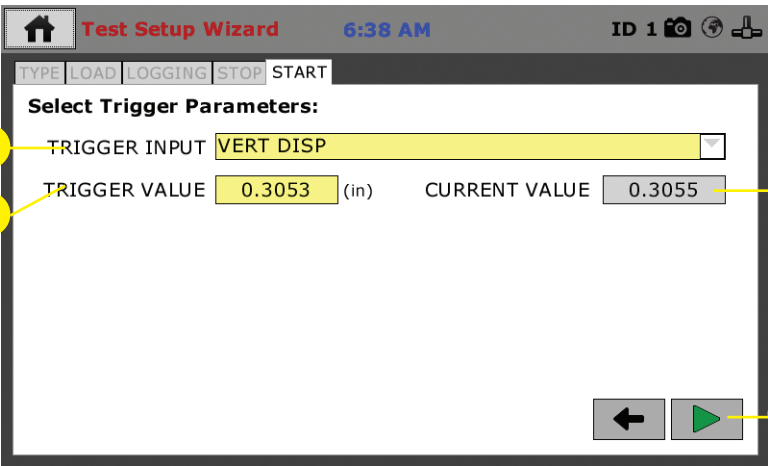 Test Setup Wizard 6:38 AM ID 1
TYPE LOAD LOGGING STOP START
Select Trigger Parameters:
TRIGGER INPUT VERT DISP
TRIGGER VALUE 0.3053 (in) CURRENT VALUE 0.3055